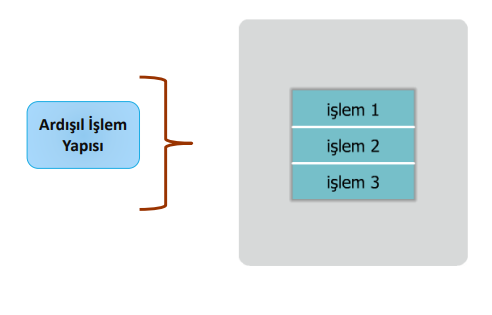 Ardışıl İşlem
Yapısı
işlem 1
işlem 2
işlem 3